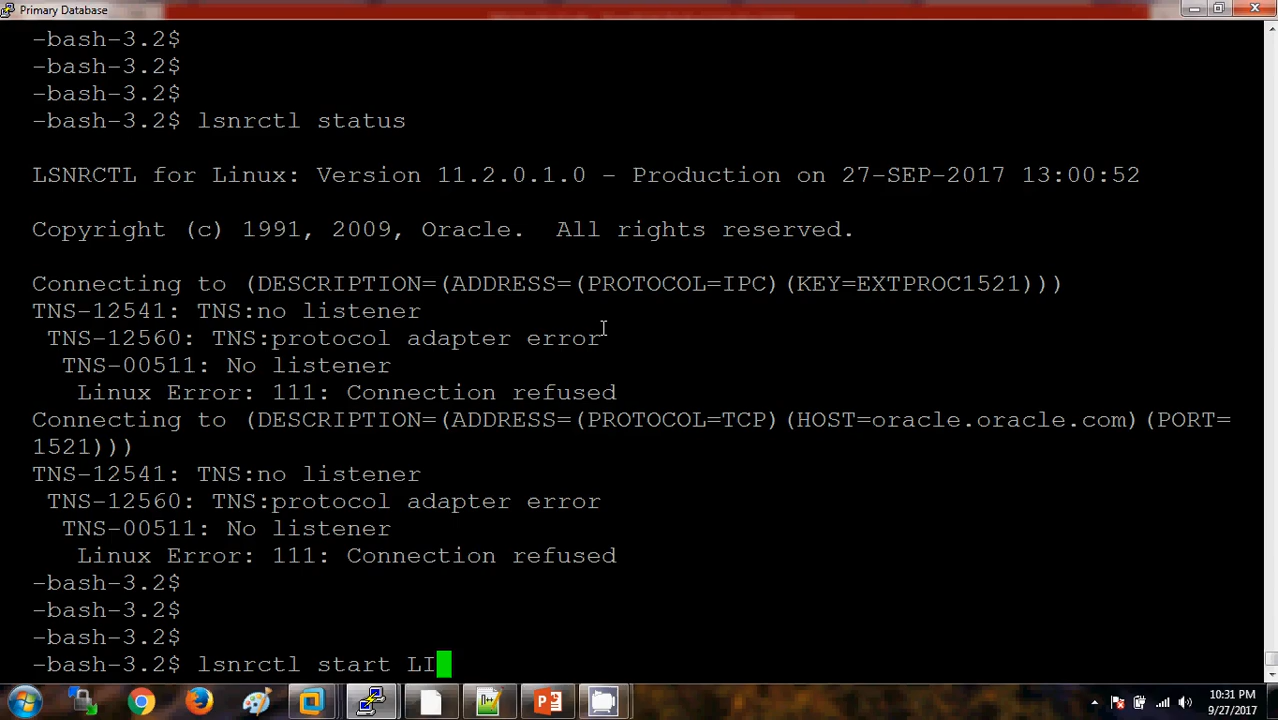 Primary Database
-bash-3.2$
-bash-3.2$
-bash-3.2$
-bash-3.2$ lsnrctl status
LSNRCTL for Linux: Version 11.2.0.1.0 - Production on 27-SEP-2017 13:00:52
Copyright (c) 1991, 2009, Oracle.  All rights reserved.
Connecting to (DESCRIPTION=(ADDRESS=(PROTOCOL=IPC)(KEY=EXTPROC1521)))
TNS-12541: TNS:no listener
 TNS-12560: TNS:protocol adapter error
  TNS-00511: No listener
   Linux Error: 111: Connection refused
Connecting to (DESCRIPTION=(ADDRESS=(PROTOCOL=TCP)(HOST=oracle.oracle.com)(PORT=
1521)))
TNS-12541: TNS:no listener
 TNS-12560: TNS:protocol adapter error
  TNS-00511: No listener
   Linux Error: 111: Connection refused
-bash-3.2$
-bash-3.2$
-bash-3.2$
-bash-3.2$ lsnrctl start LI
10:31 PM
9/27/2017